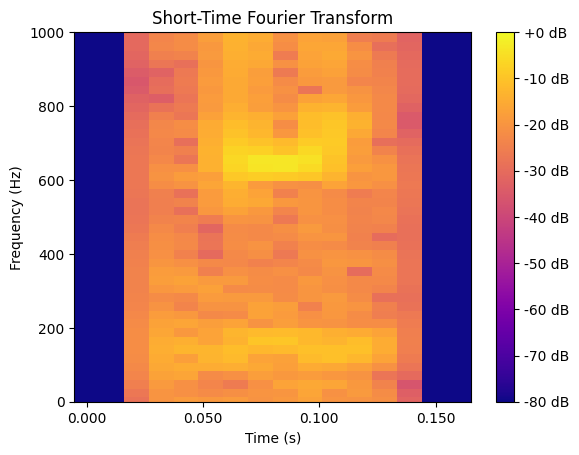 Short-Time Fourier Transform
1000
800
600
400
200
0
Frequency (Hz)
0.000
0.050
0.100
0.150
Time (s)
+0 dB
-10 dB
-20 dB
-30 dB
-40 dB
-50 dB
-60 dB
-70 dB
-80 dB